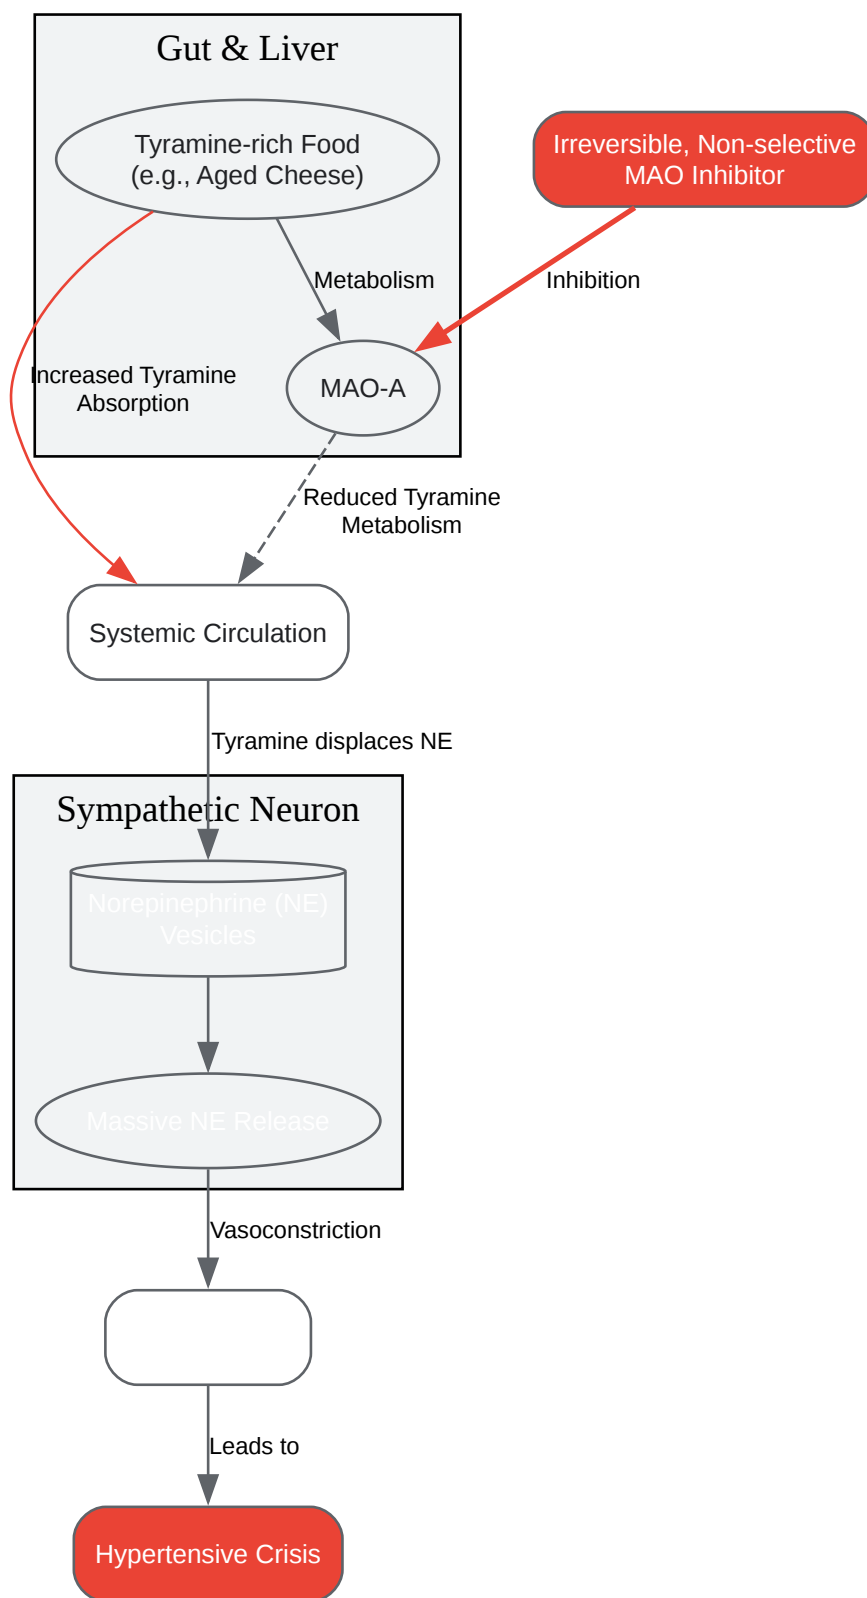 Gut & Liver
Tyramine-rich Food
(e.g., Aged Cheese)
Irreversible, Non-selective
MAO Inhibitor
Metabolism
Inhibition
Increased Tyramine
Absorption
MAO-A
Reduced Tyramine
Metabolism
Systemic Circulation
Tyramine displaces NE
Sympathetic Neuron
Norepinephrine (NE)
Vesicles
Massive NE Release
Vasoconstriction
Leads to
Hypertensive Crisis